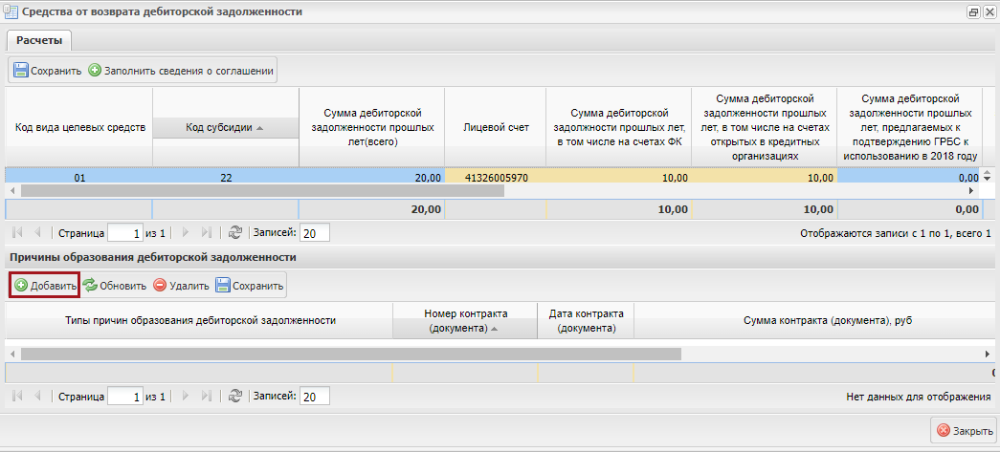 Средства от возврата дебиторской задолженности
Расчеты
Сохранить Заполнить сведения о соглашении
Код вида целевых средств
Код субсидии
Сумма дебиторской
задолженности прошлых
лет(всего)
Лицевой счет
Сумма дебиторской
задолжности прошлых лет,
в том числе на счетах ФК
Сумма дебиторской
задолженности прошлых
лет, в том числе на счетах
открытых в кредитных
организациях
Сумма дебиторской
задолженности прошлых
лет, предлагаемых к
подтверждению ГРБС к
использованию в 2018 году
01 22 20,00 41326005970 10,00 10,00 0,00
20,00 10,00 10,00 0,00
Страница 1 из 1 Записей: 20 Отображаются записи с 1 по 1, всего 1
Причины образования дебиторской задолженности
Добавить Обновить Удалить Сохранить
Типы причин образования дебиторской задолженности
Номер контракта
(документа)
Дата контракта
(документа)
Сумма контракта (документа), руб
Страница 1 из 1 Записей: 20 Нет данных для отображения
Закрыть